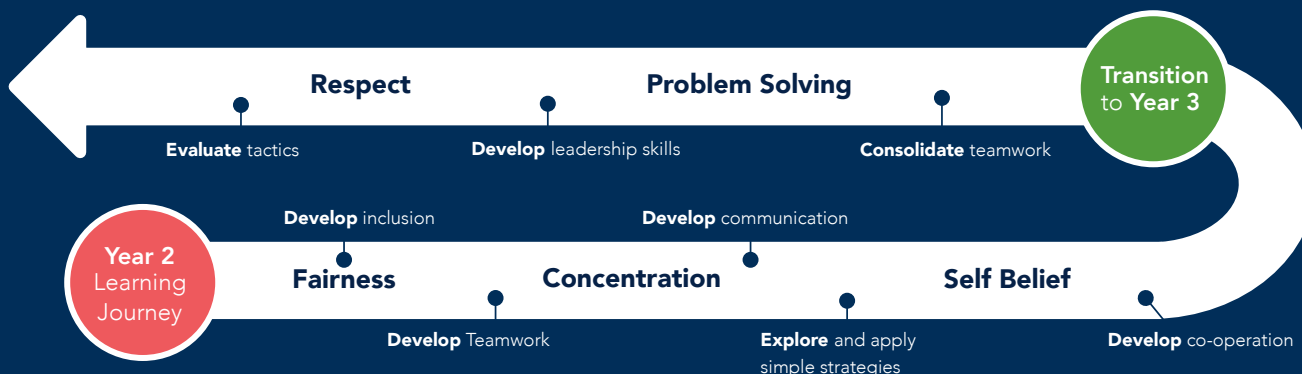 Respect
Problem Solving
Transition
to Year 3
Evaluate tactics
Develop leadership skills
Consolidate teamwork
Develop inclusion
Develop communication
Year 2
Learning
Journey
Fairness
Concentration
Self Belief
Develop Teamwork
Explore and apply
simple strategies
Develop co-operation